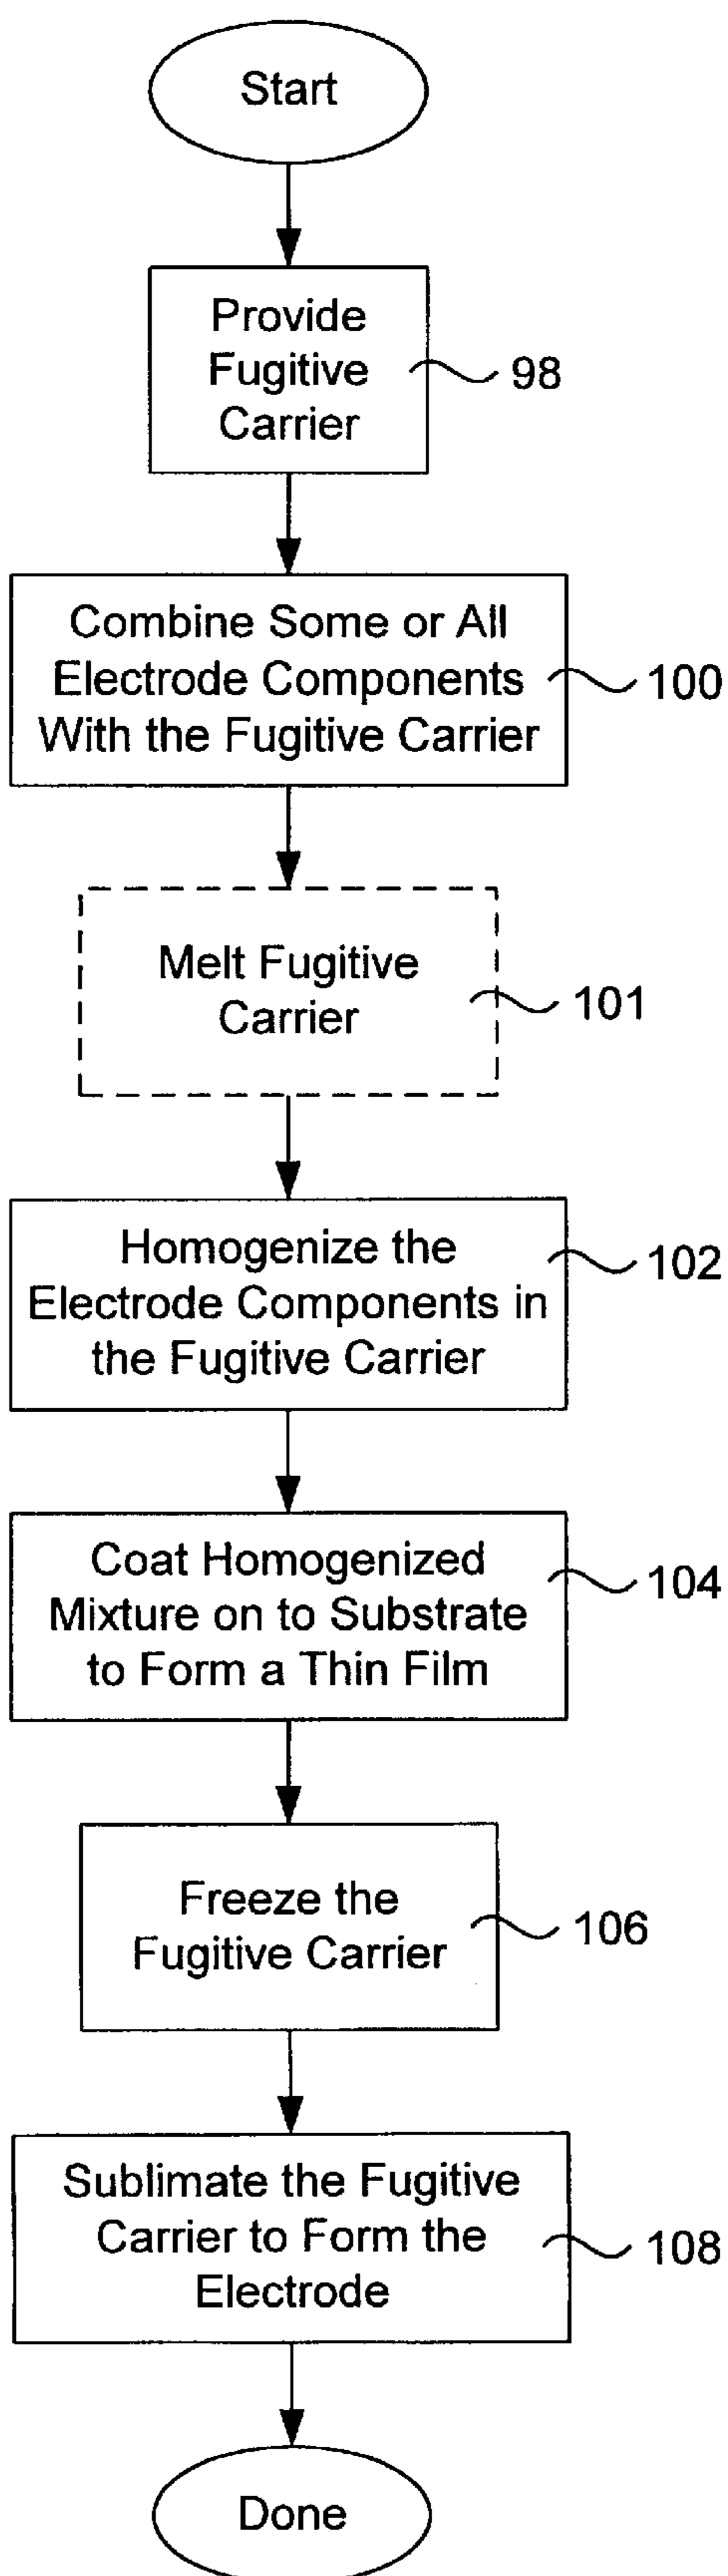 Start
Provide
Fugitive
Carrier
98
Combine Some or All
Electrode Components
With the Fugitive Carrier
100
Melt Fugitive
Carrier
101
Homogenize the
Electrode Components in
the Fugitive Carrier
102
Coat Homogenized
Mixture on to Substrate
to Form a Thin Film
104
Freeze the
Fugitive Carrier
106
Sublimate the Fugitive
Carrier to Form the
Electrode
108
Done